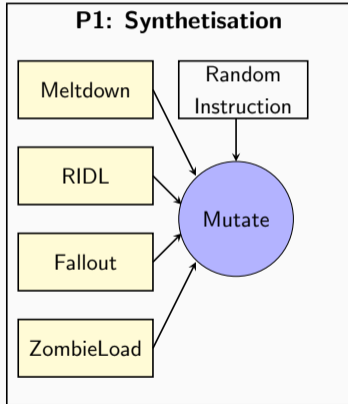 P1: Synthetisation
Meltdown
Random
Instruction
RIDL
Mutate
Fallout
ZombieLoad